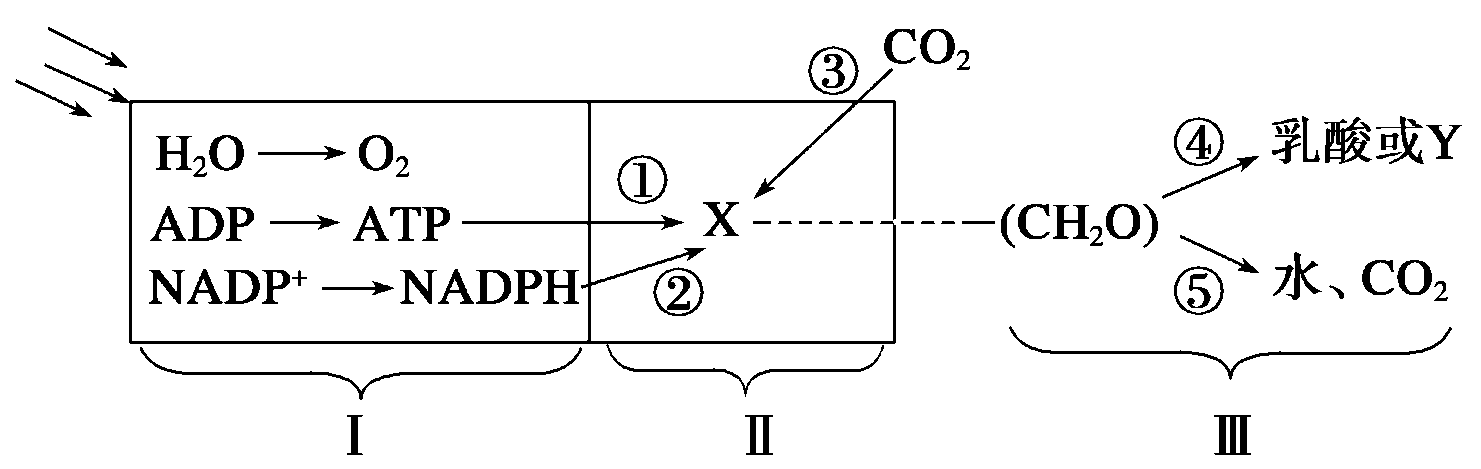 ③ CO₂
H₂O → O₂ ④ 乳酸或Y
①
ADP → ATP X (CH₂O)
NADP⁺ → NADPH ② ⑤ 水、CO₂
Ⅰ Ⅱ Ⅲ